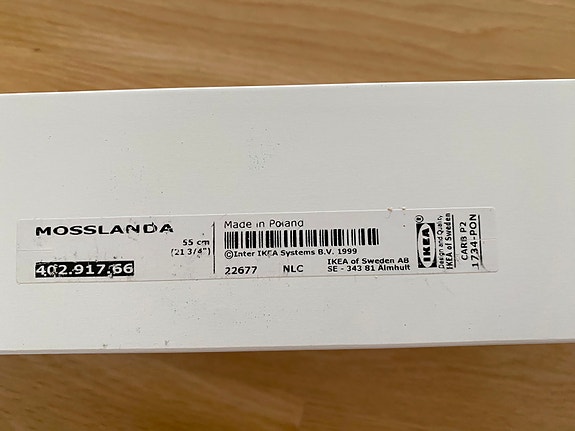 MOSSLANDA
55 cm
(21 3/4")
402.917.66
Made in Poland
©Inter IKEA Systems B.V. 1999
22677 NLC
IKEA of Sweden AB
SE - 343 81 Älmhult
IKEA®
Design and Quality
IKEA of Sweden
CARB P2
1734-PON